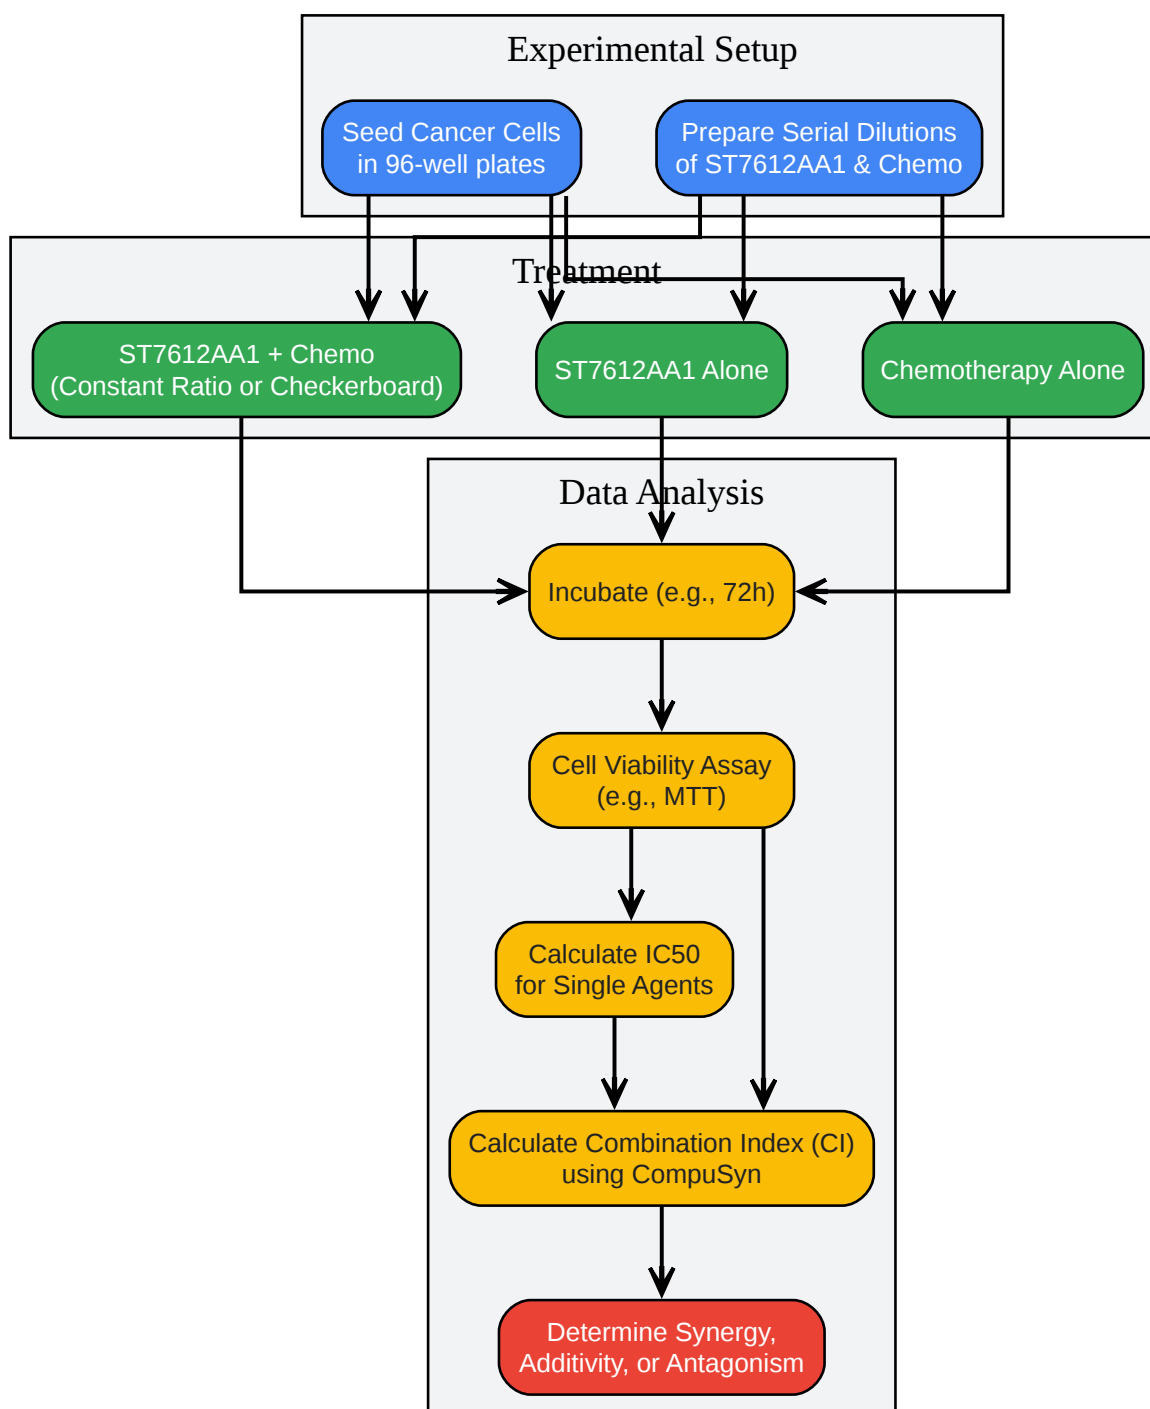 Experimental Setup
Seed Cancer Cells
in 96-well plates
Prepare Serial Dilutions
of ST7612AA1 & Chemo
Treatment
ST7612AA1 + Chemo
(Constant Ratio or Checkerboard)
ST7612AA1 Alone
Chemotherapy Alone
Data Analysis
Incubate (e.g., 72h)
Cell Viability Assay
(e.g., MTT)
Calculate IC50
for Single Agents
Calculate Combination Index (CI)
using CompuSyn
Determine Synergy,
Additivity, or Antagonism